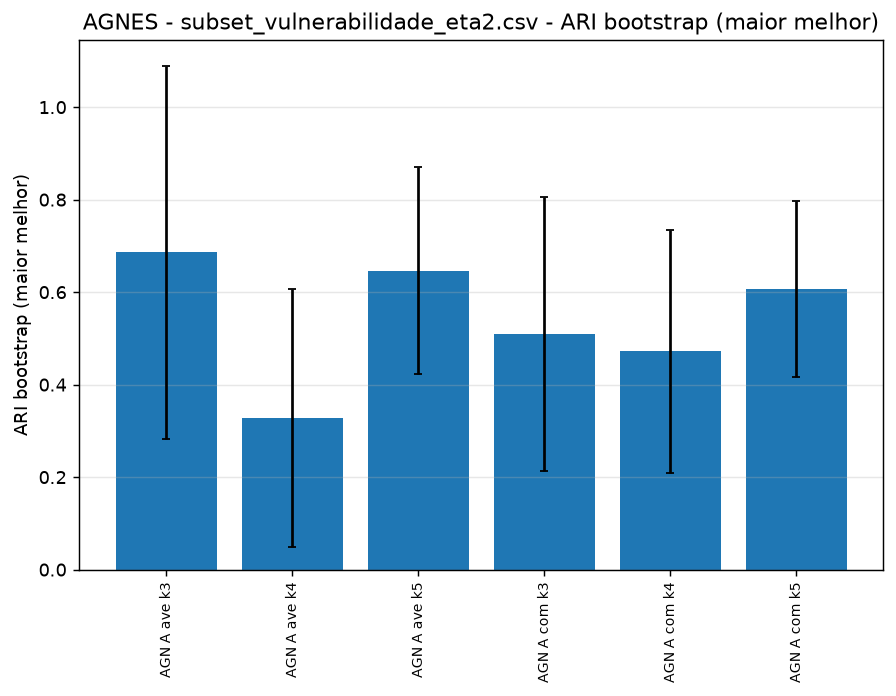 AGNES - subset_vulnerabilidade_eta2.csv - ARI bootstrap (maior melhor)
ARI bootstrap (maior melhor)
1.0
0.8
0.6
0.4
0.2
0.0
AGN A ave k3
AGN A ave k4
AGN A ave k5
AGN A com k3
AGN A com k4
AGN A com k5